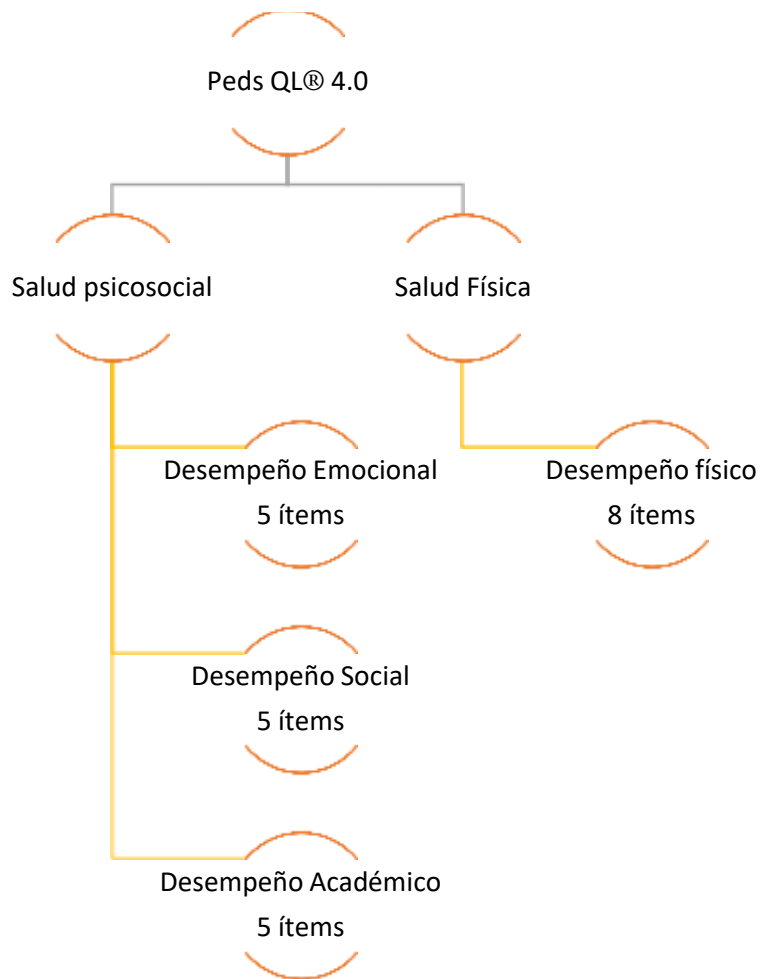 Peds QL® 4.0
Salud psicosocial
Salud Física
Desempeño Emocional
5 ítems
Desempeño físico
8 ítems
Desempeño Social
5 ítems
Desempeño Académico
5 ítems